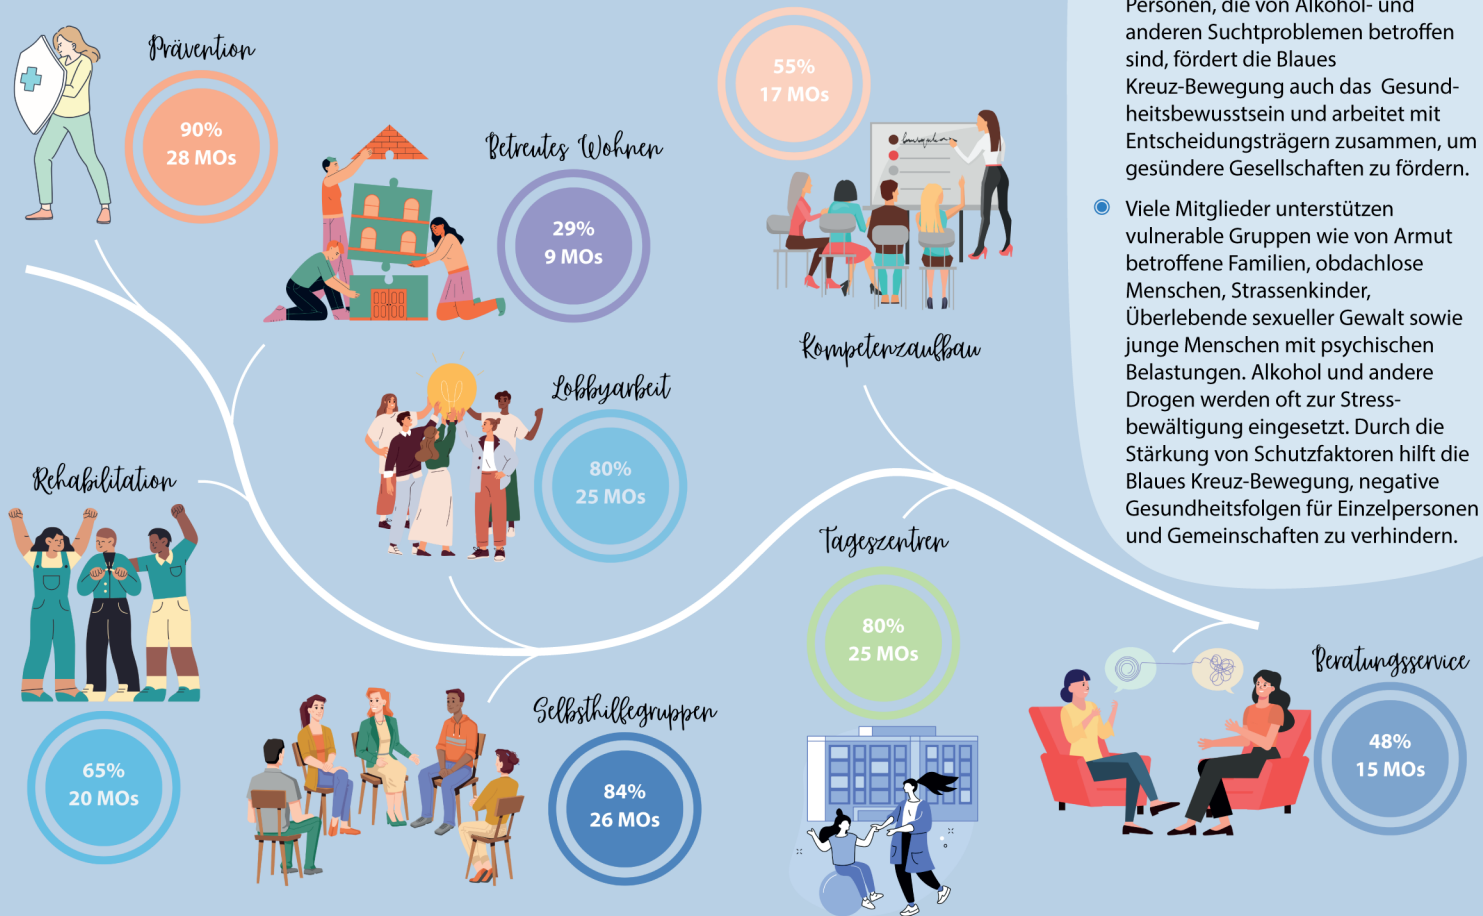 Prävention
90%
28 MOs
Betreutes Wohnen
29%
9 MOs
Lobbyarbeit
80%
25 MOs
Rehabilitation
65%
20 MOs
Selbsthilfegruppen
84%
26 MOs
55%
17 MOs
Kompetenzaufbau
Tageszentren
80%
25 MOs
Beratungsservice
48%
15 MOs
Personen, die von Alkohol- und
anderen Suchtproblemen betroffen
sind, fördert die Blaues
Kreuz-Bewegung auch das Gesund-
heitsbewusstsein und arbeitet mit
Entscheidungsträgern zusammen, um
gesündere Gesellschaften zu fördern.
Viele Mitglieder unterstützen
vulnerable Gruppen wie von Armut
betroffene Familien, obdachlose
Menschen, Strassenkinder,
Überlebende sexueller Gewalt sowie
junge Menschen mit psychischen
Belastungen. Alkohol und andere
Drogen werden oft zur Stress-
bewältigung eingesetzt. Durch die
Stärkung von Schutzfaktoren hilft die
Blaues Kreuz-Bewegung, negative
Gesundheitsfolgen für Einzelpersonen
und Gemeinschaften zu verhindern.